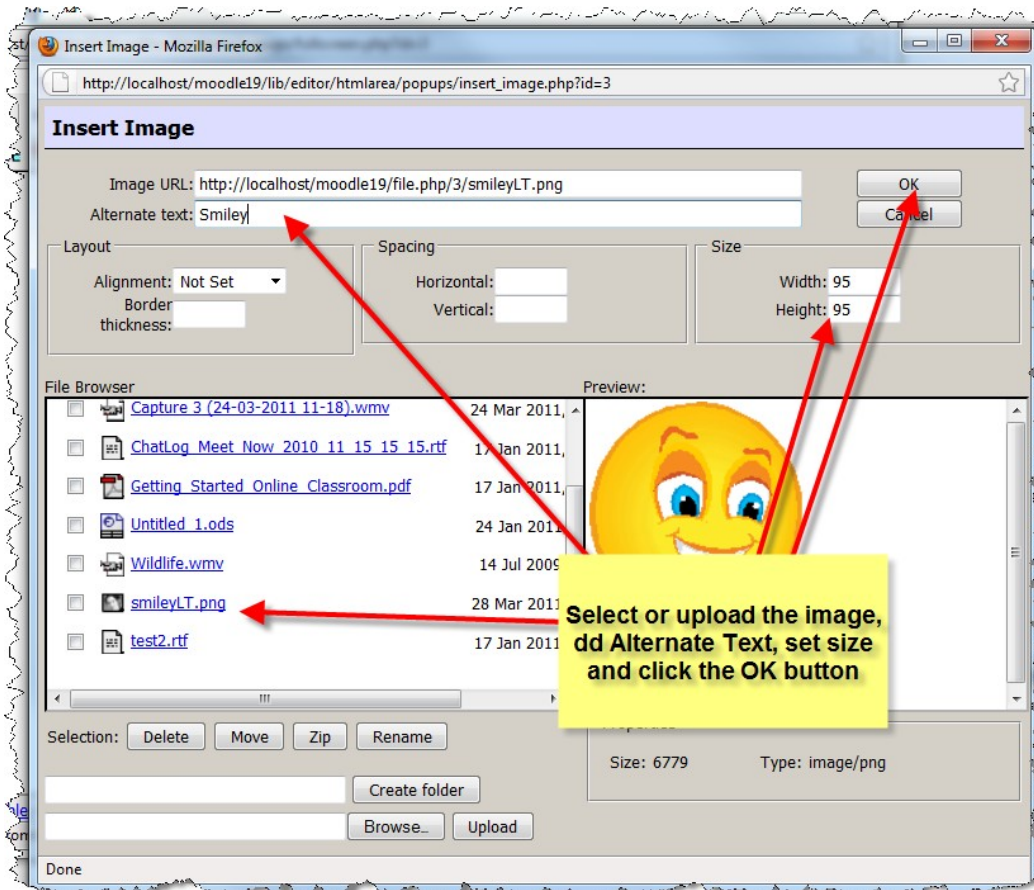 Insert Image - Mozilla Firefox
http://localhost/moodle19/lib/editor/htmlarea/popups/insert_image.php?id=3
Insert Image
Image URL: http://localhost/moodle19/file.php/3/smileyLT.png
OK
Alternate text: Smiley
Cancel
Layout
Spacing
Size
Alignment: Not Set
Horizontal:
Width: 95
Border
thickness:
Vertical:
Height: 95
File Browser
Preview:
Capture 3 (24-03-2011 11-18).wmv 24 Mar 2011,
ChatLog Meet Now 2010 11 15 15 15.rtf 17 Jan 2011,
Getting Started Online Classroom.pdf 17 Jan 2011,
Untitled 1.ods 24 Jan 2011
Wildlife.wmv 14 Jul 2009
smileyLT.png 28 Mar 2011
test2.rtf 17 Jan 2011
Select or upload the image,
dd Alternate Text, set size
and click the OK button
Selection: Delete Move Zip Rename
Properties
Size: 6779 Type: image/png
Create folder
Browse... Upload
Done